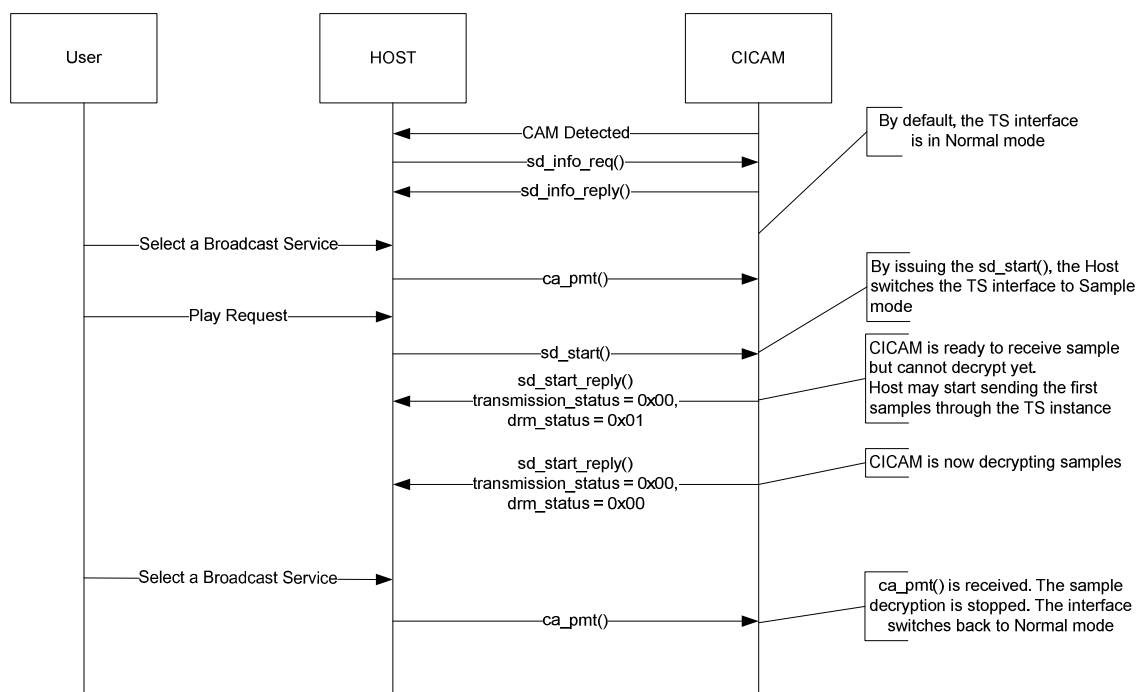 User
HOST
CICAM
CAM Detected
By default, the TS interface
is in Normal mode
sd_info_req()
sd_info_reply()
Select a Broadcast Service
ca_pmt()
By issuing the sd_start(), the Host
switches the TS interface to Sample
mode
Play Request
sd_start()
CICAM is ready to receive sample
but cannot decrypt yet.
Host may start sending the first
samples through the TS instance
sd_start_reply()
transmission_status = 0x00,
drm_status = 0x01
sd_start_reply()
transmission_status = 0x00,
drm_status = 0x00
CICAM is now decrypting samples
Select a Broadcast Service
ca_pmt() is received. The sample
decryption is stopped. The interface
switches back to Normal mode
ca_pmt()